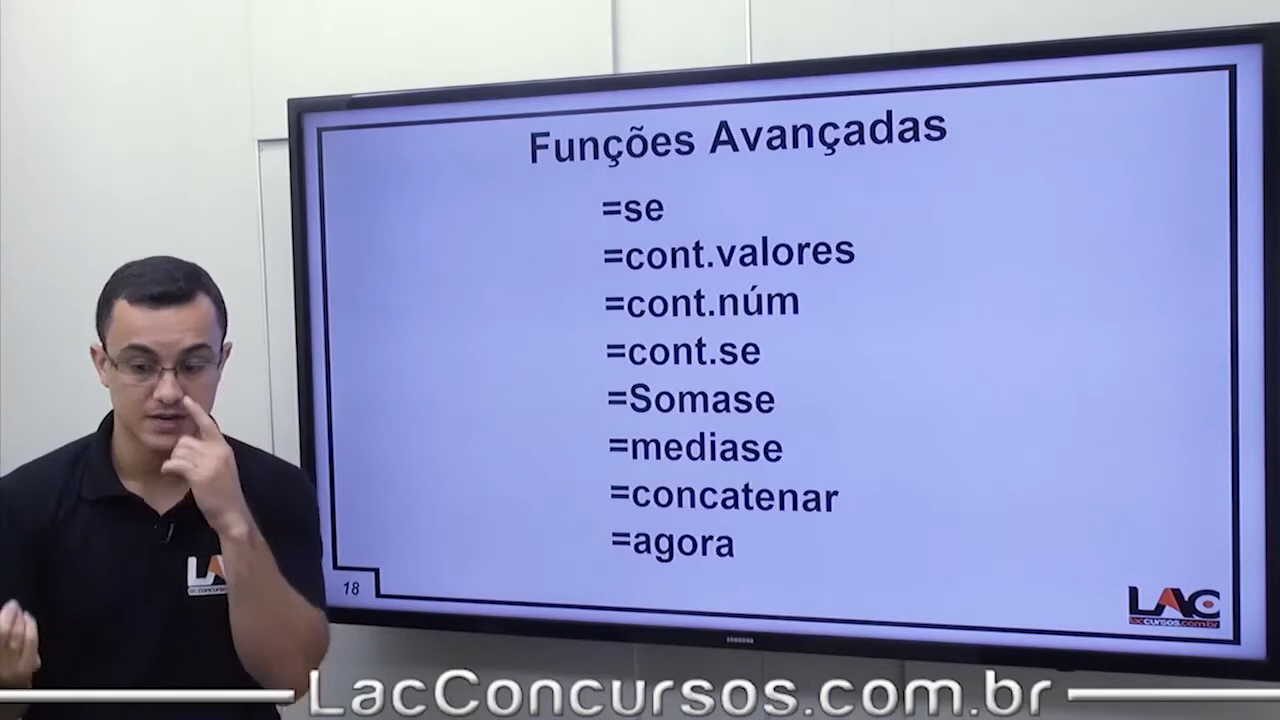 Funções Avançadas
=se
=cont.valores
=cont.núm
=cont.se
=Somase
=mediase
=concatenar
=agora
18
LAC
laccursos.com.br
SAMSUNG
LA
LacConcursos.com.br